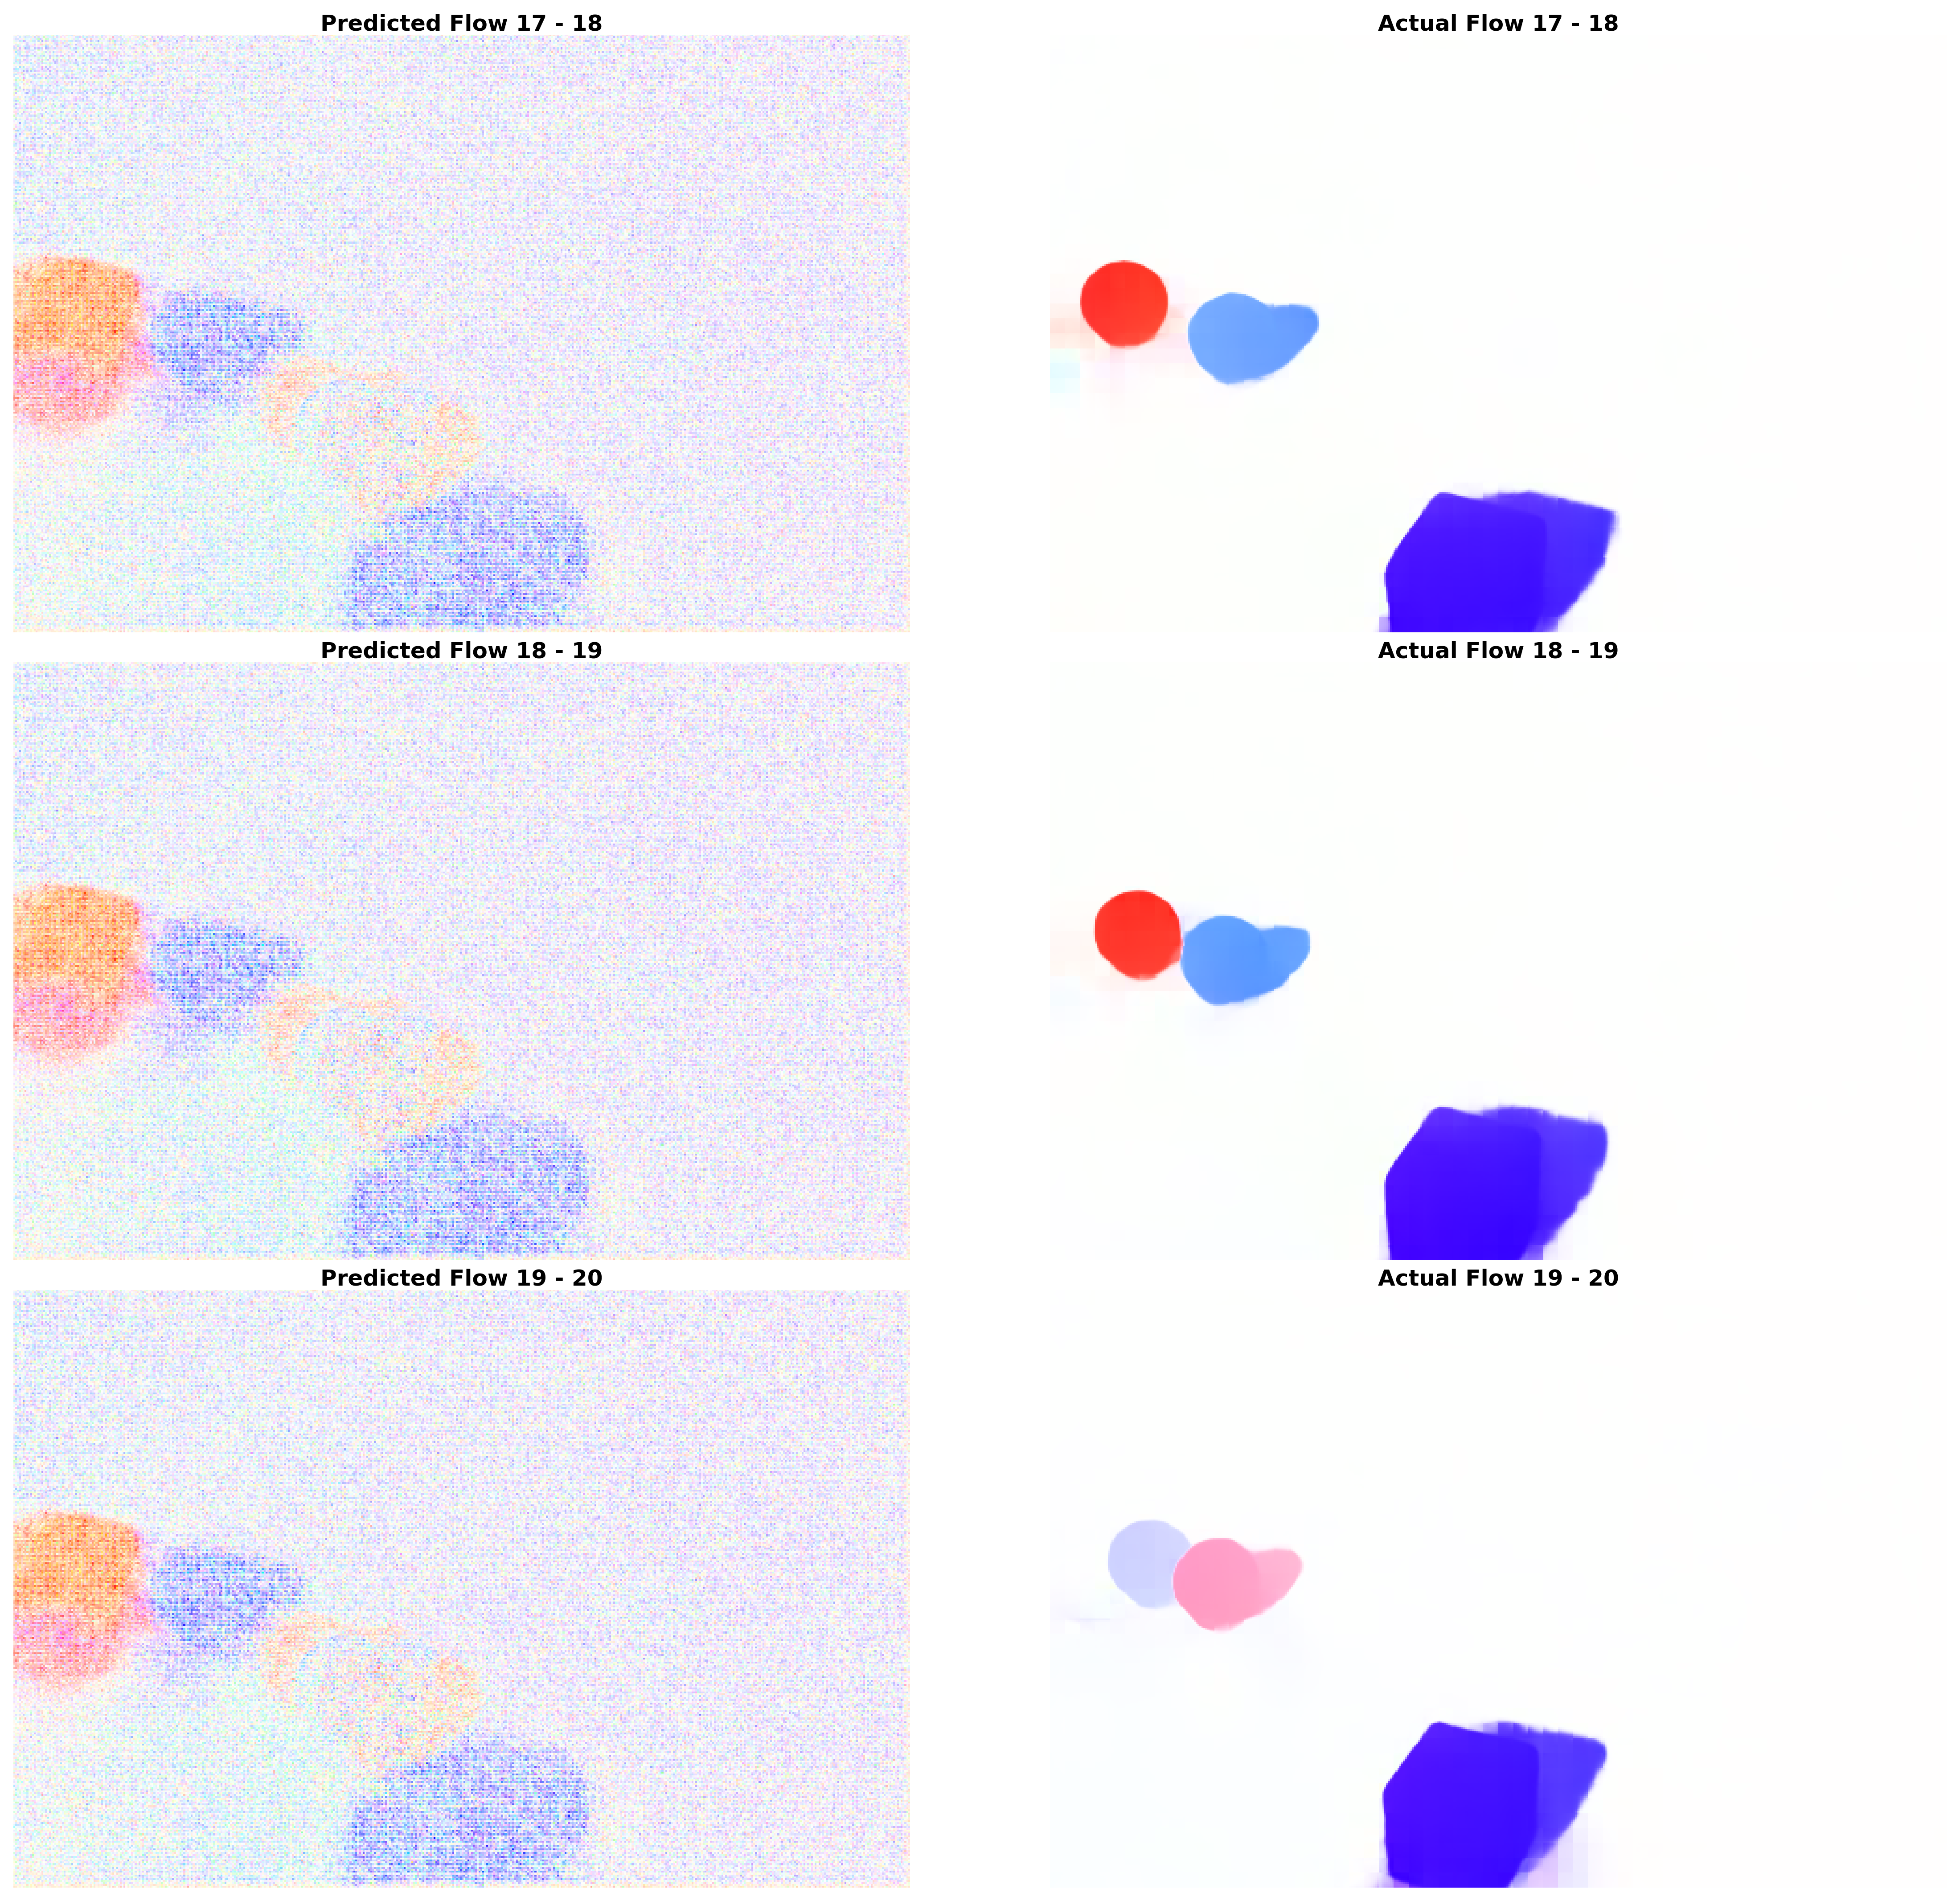 Predicted Flow 17 - 18
Actual Flow 17 - 18
Predicted Flow 18 - 19
Actual Flow 18 - 19
Predicted Flow 19 - 20
Actual Flow 19 - 20